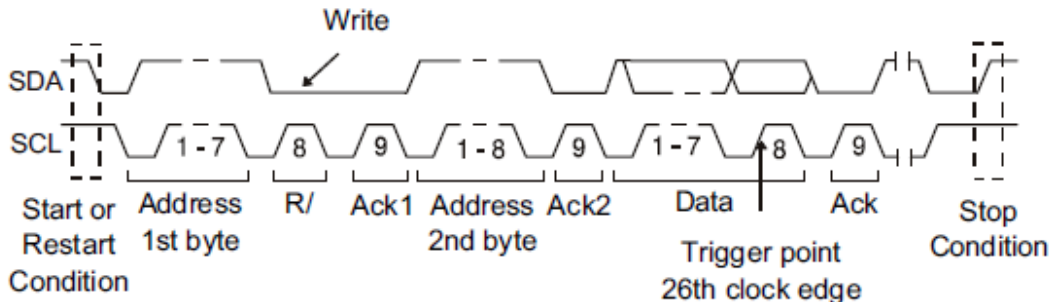 Write
SDA
SCL
1 - 7
8
9
1 - 8
9
1 - 7
8
9
Start or
Restart
Condition
Address
1st byte
R/
Ack1
Address
2nd byte
Ack2
Data
Ack
Stop
Condition
Trigger point
26th clock edge